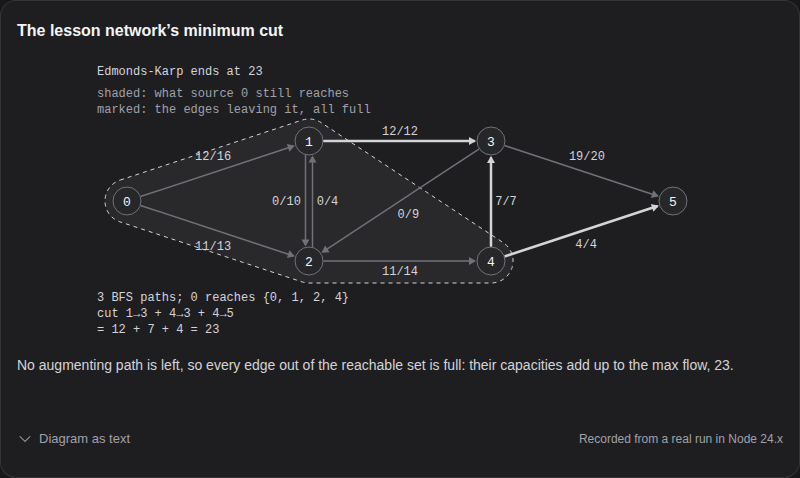 The lesson network’s minimum cut
Edmonds-Karp ends at 23
shaded: what source 0 still reaches
marked: the edges leaving it, all full
12/12
1
3
12/16
19/20
0
0/10
0/4
7/7
5
0/9
11/13
4/4
2
4
11/14
3 BFS paths; 0 reaches {0, 1, 2, 4}
cut 1→3 + 4→3 + 4→5
= 12 + 7 + 4 = 23
No augmenting path is left, so every edge out of the reachable set is full: their capacities add up to the max flow, 23.
Diagram as text
Recorded from a real run in Node 24.x